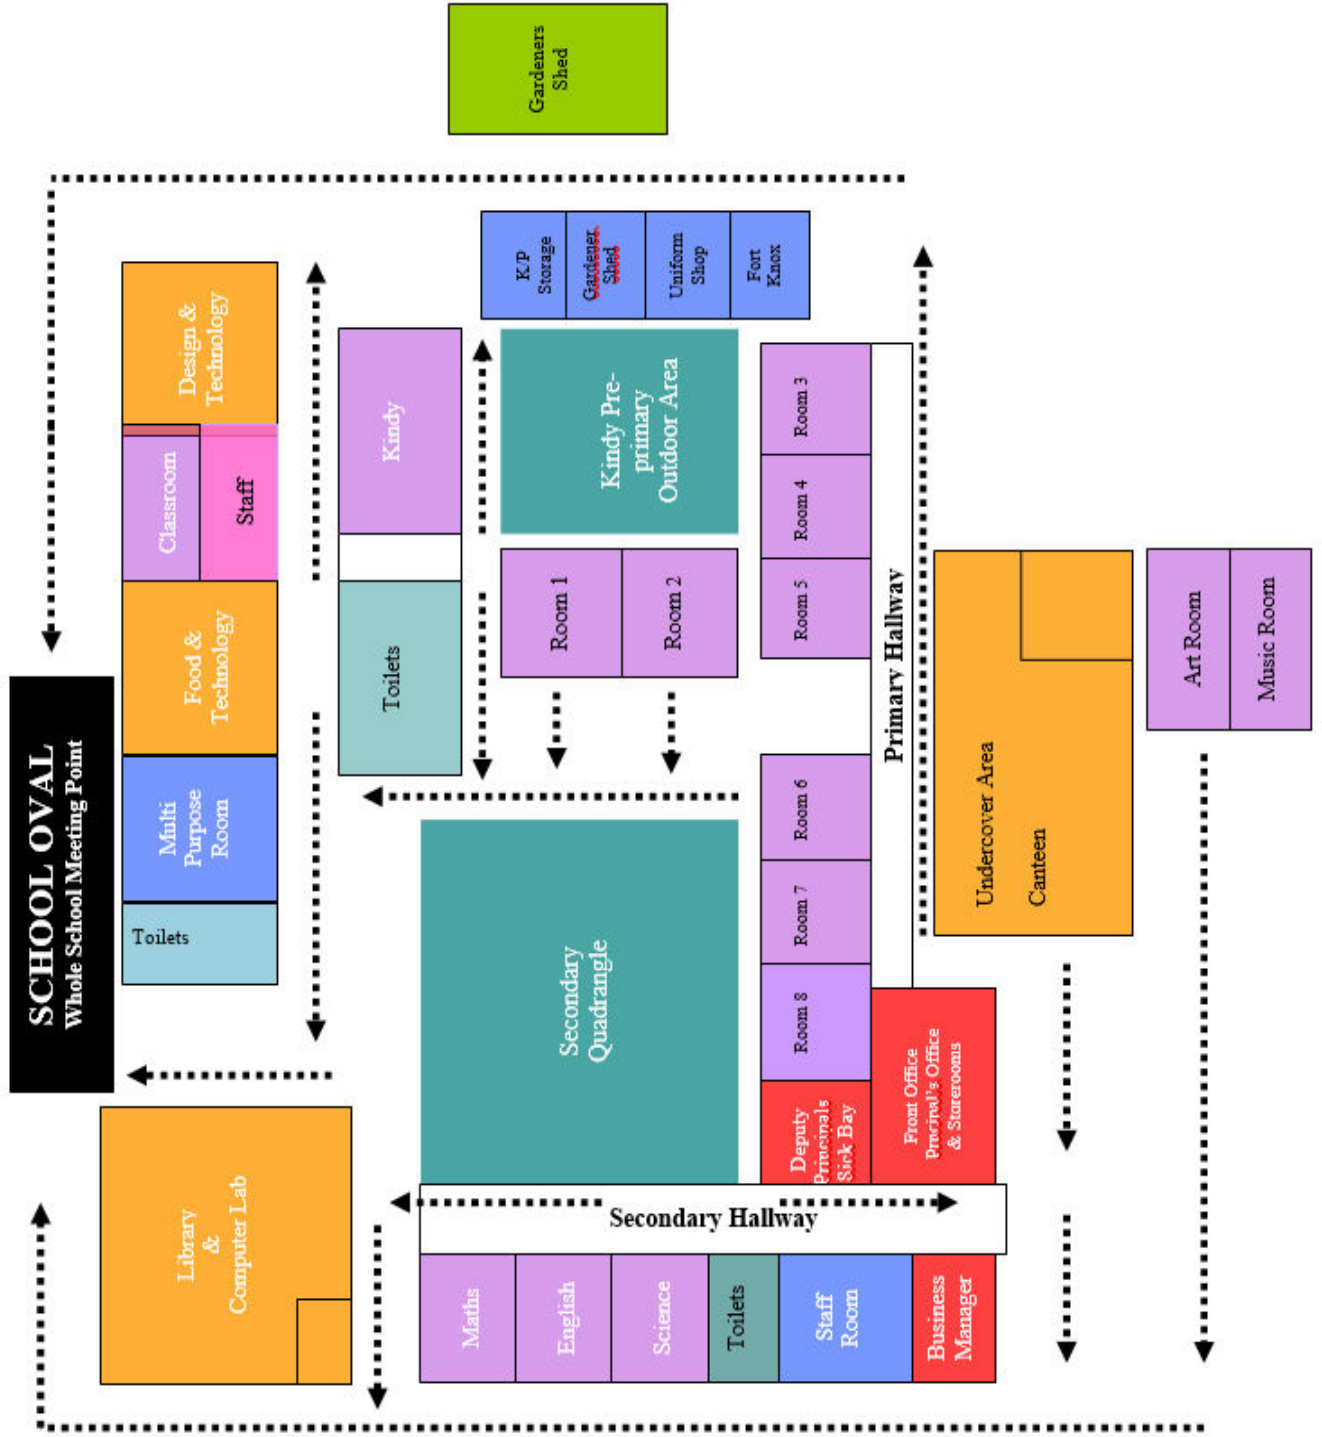 SCHOOL OVAL
Whole School Meeting Point
Gardeners
Shed
Design &
Technology
Classroom
Staff
Food &
Technology
Multi
Purpose
Room
Toilets
Library
&
Computer Lab
Kindy
Toilets
K/P
Storage
Gardener
Shed
Uniform
Shop
Fort
Knox
Kindy Pre-
primary
Outdoor Area
Room 1
Room 2
Secondary
Quadrangle
Room 3
Room 4
Room 5
Room 6
Room 7
Room 8
Deputy
Principals
Sick Bay
Primary Hallway
Front Office
Principal's Office
& Storerooms
Secondary Hallway
Maths
English
Science
Toilets
Staff
Room
Business
Manager
Undercover Area
Canteen
Art Room
Music Room